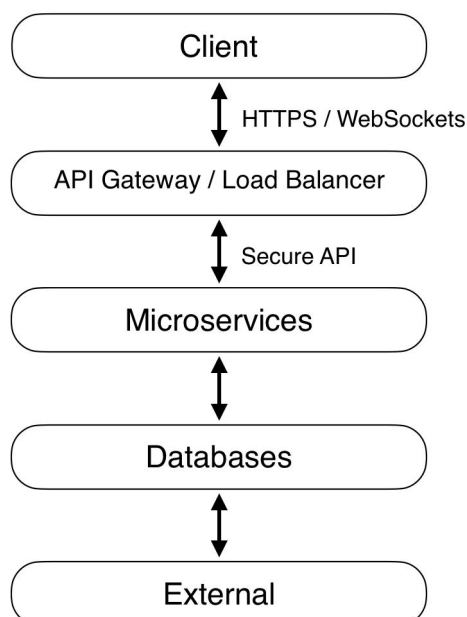 Client
HTTPS / WebSockets
API Gateway / Load Balancer
Secure API
Microservices
Databases
External